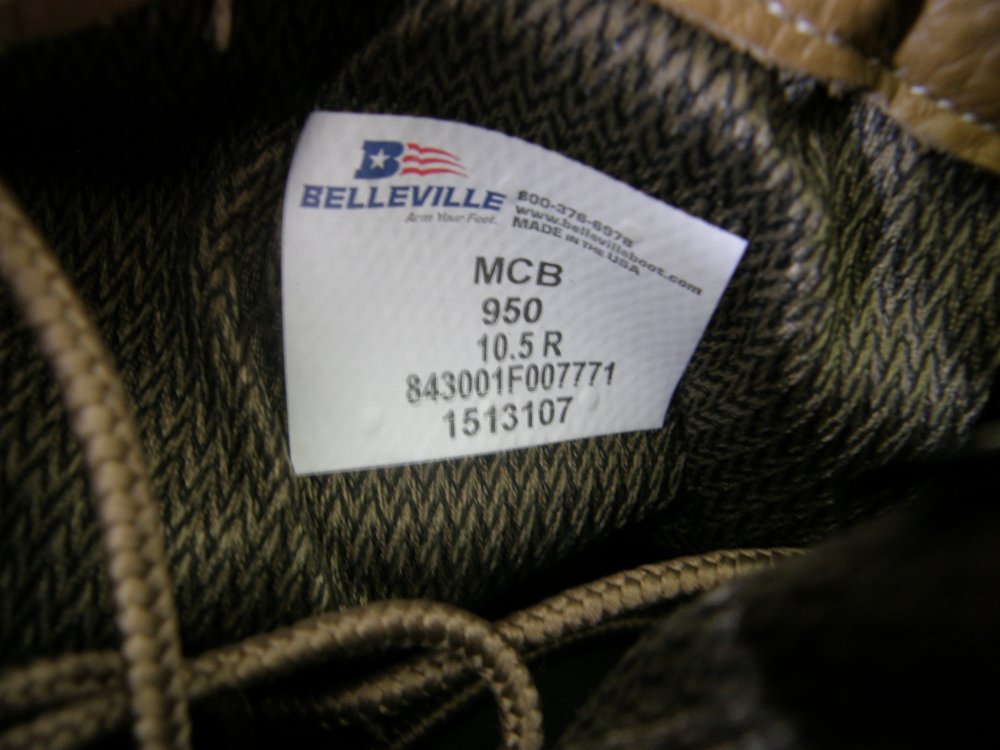 B
BELLEVILLE
Arm Your Feet.
800-376-6978
www.bellevilleboot.com
MADE IN THE USA
MCB
950
10.5 R
843001F007771
1513107